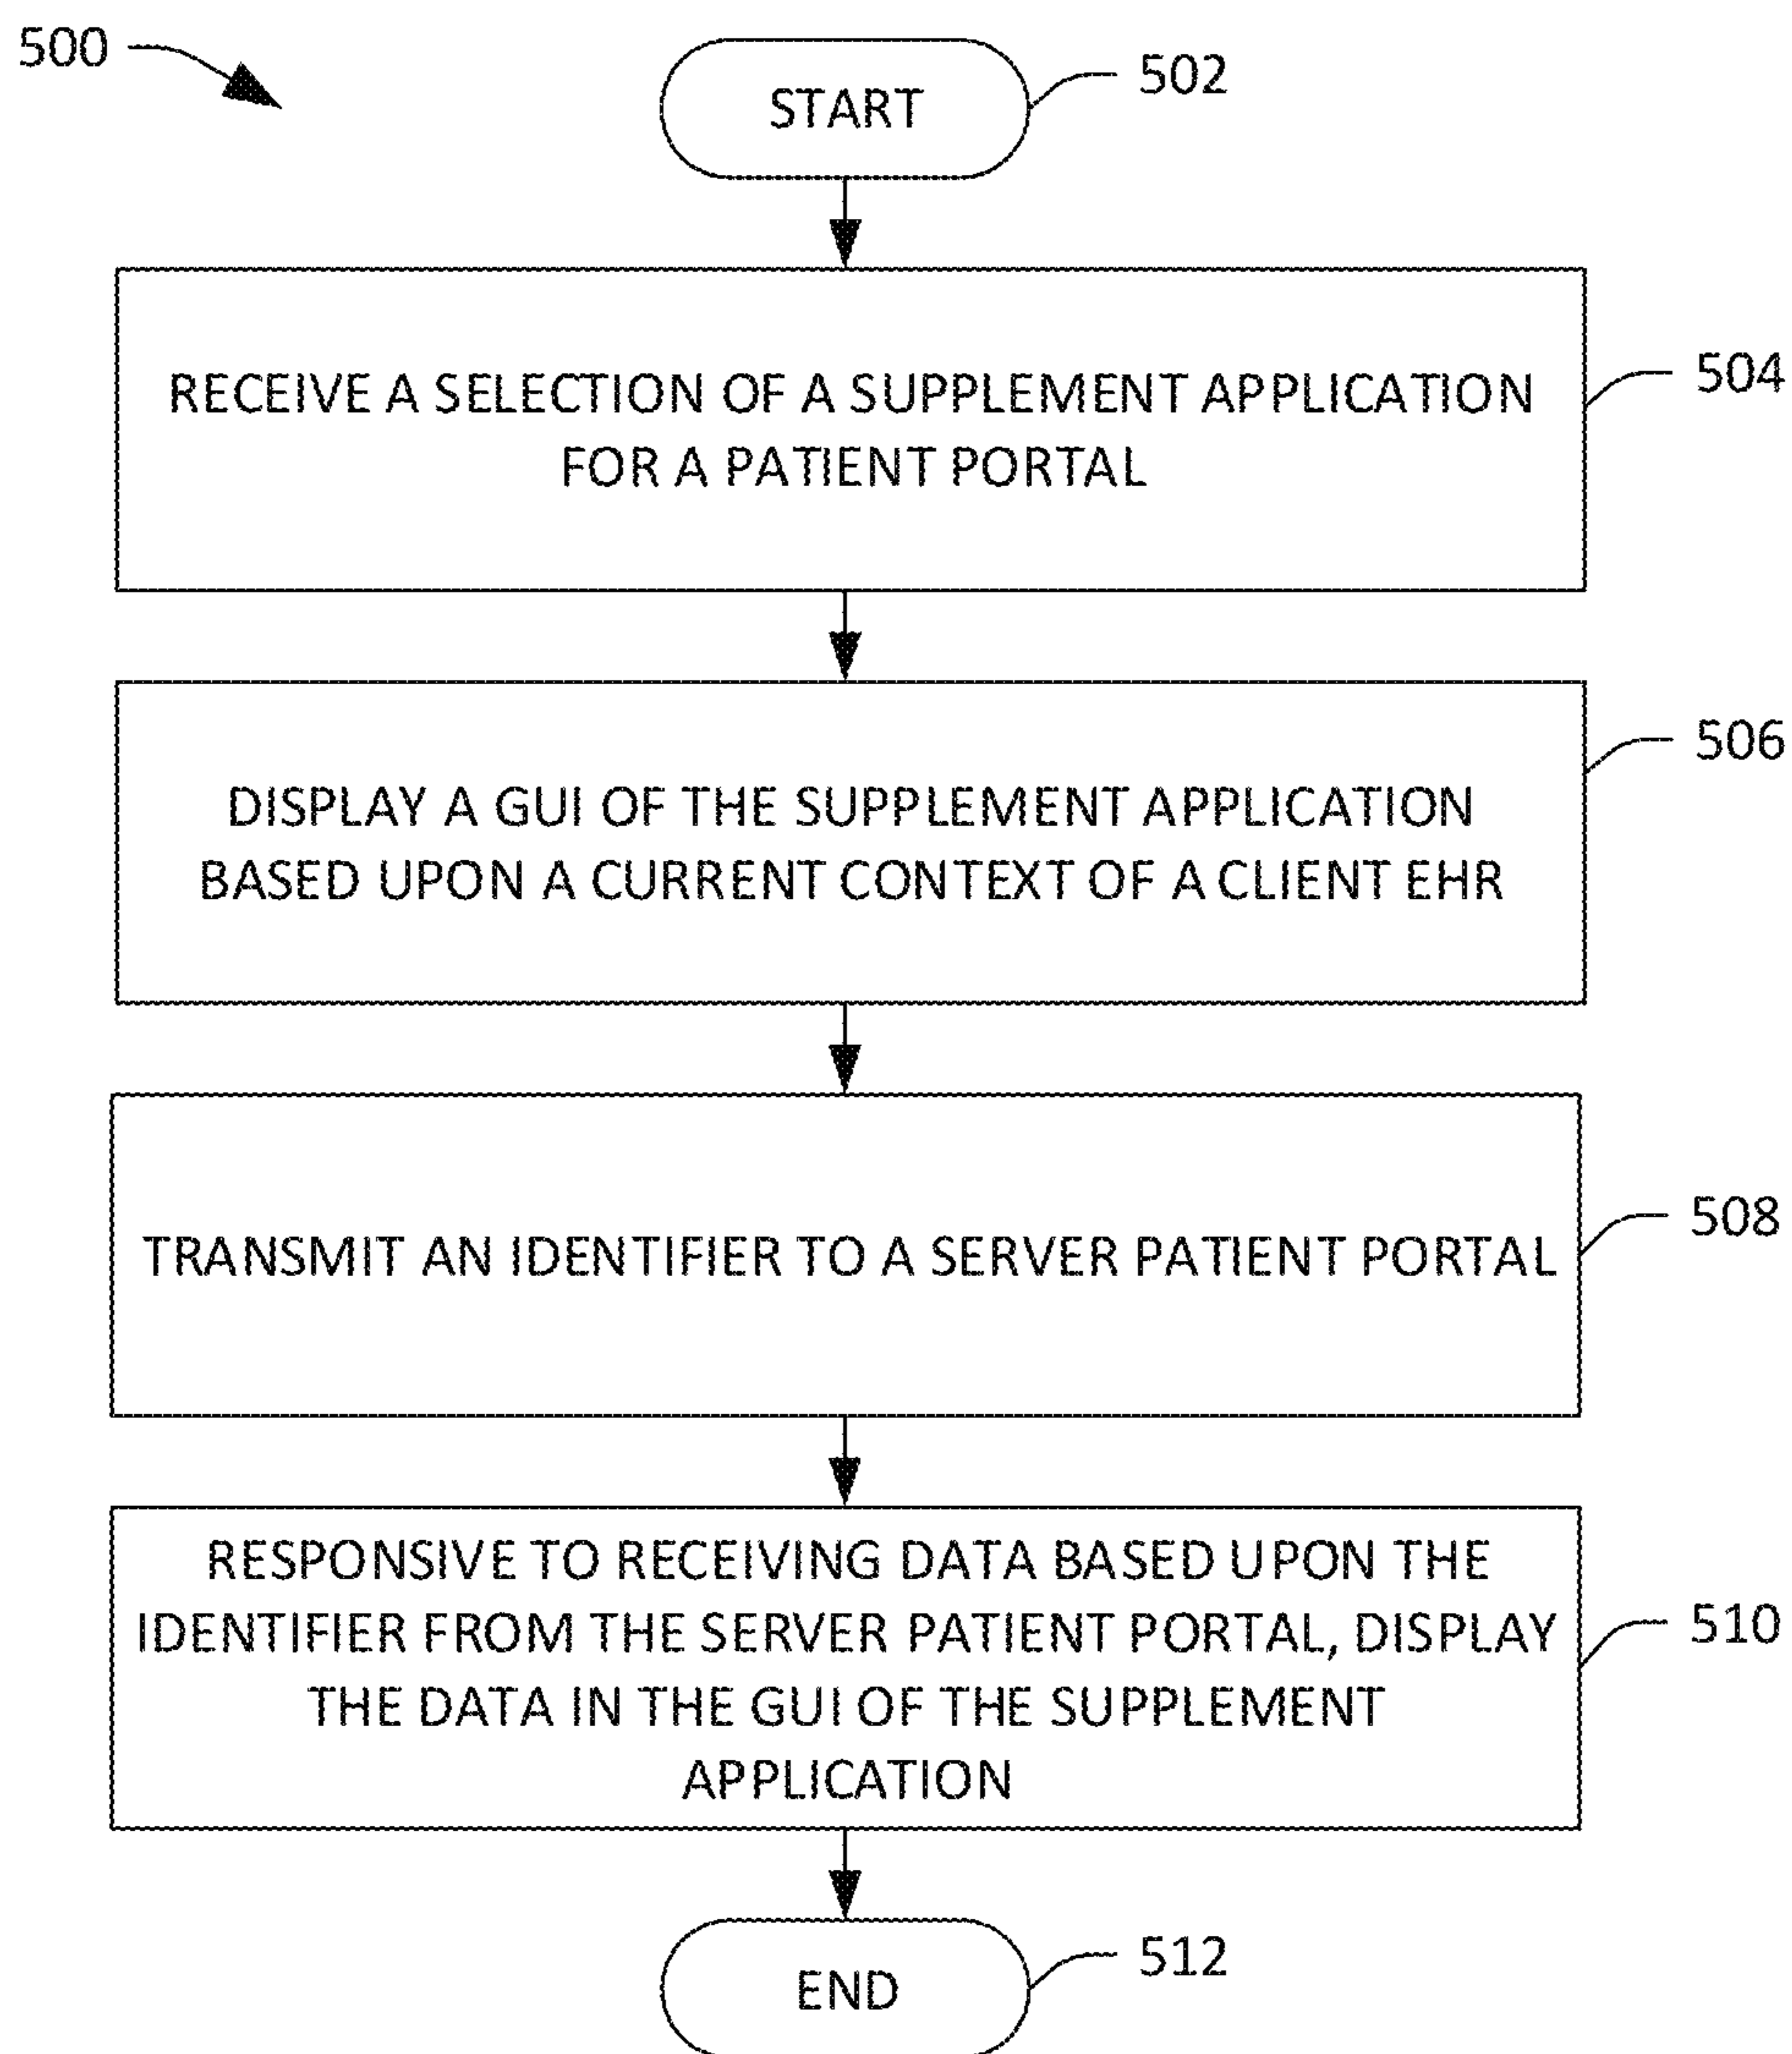 500
START
502
RECEIVE A SELECTION OF A SUPPLEMENT APPLICATION
FOR A PATIENT PORTAL
504
DISPLAY A GUI OF THE SUPPLEMENT APPLICATION
BASED UPON A CURRENT CONTEXT OF A CLIENT EHR
506
TRANSMIT AN IDENTIFIER TO A SERVER PATIENT PORTAL
508
RESPONSIVE TO RECEIVING DATA BASED UPON THE
IDENTIFIER FROM THE SERVER PATIENT PORTAL, DISPLAY
THE DATA IN THE GUI OF THE SUPPLEMENT
APPLICATION
510
END
512